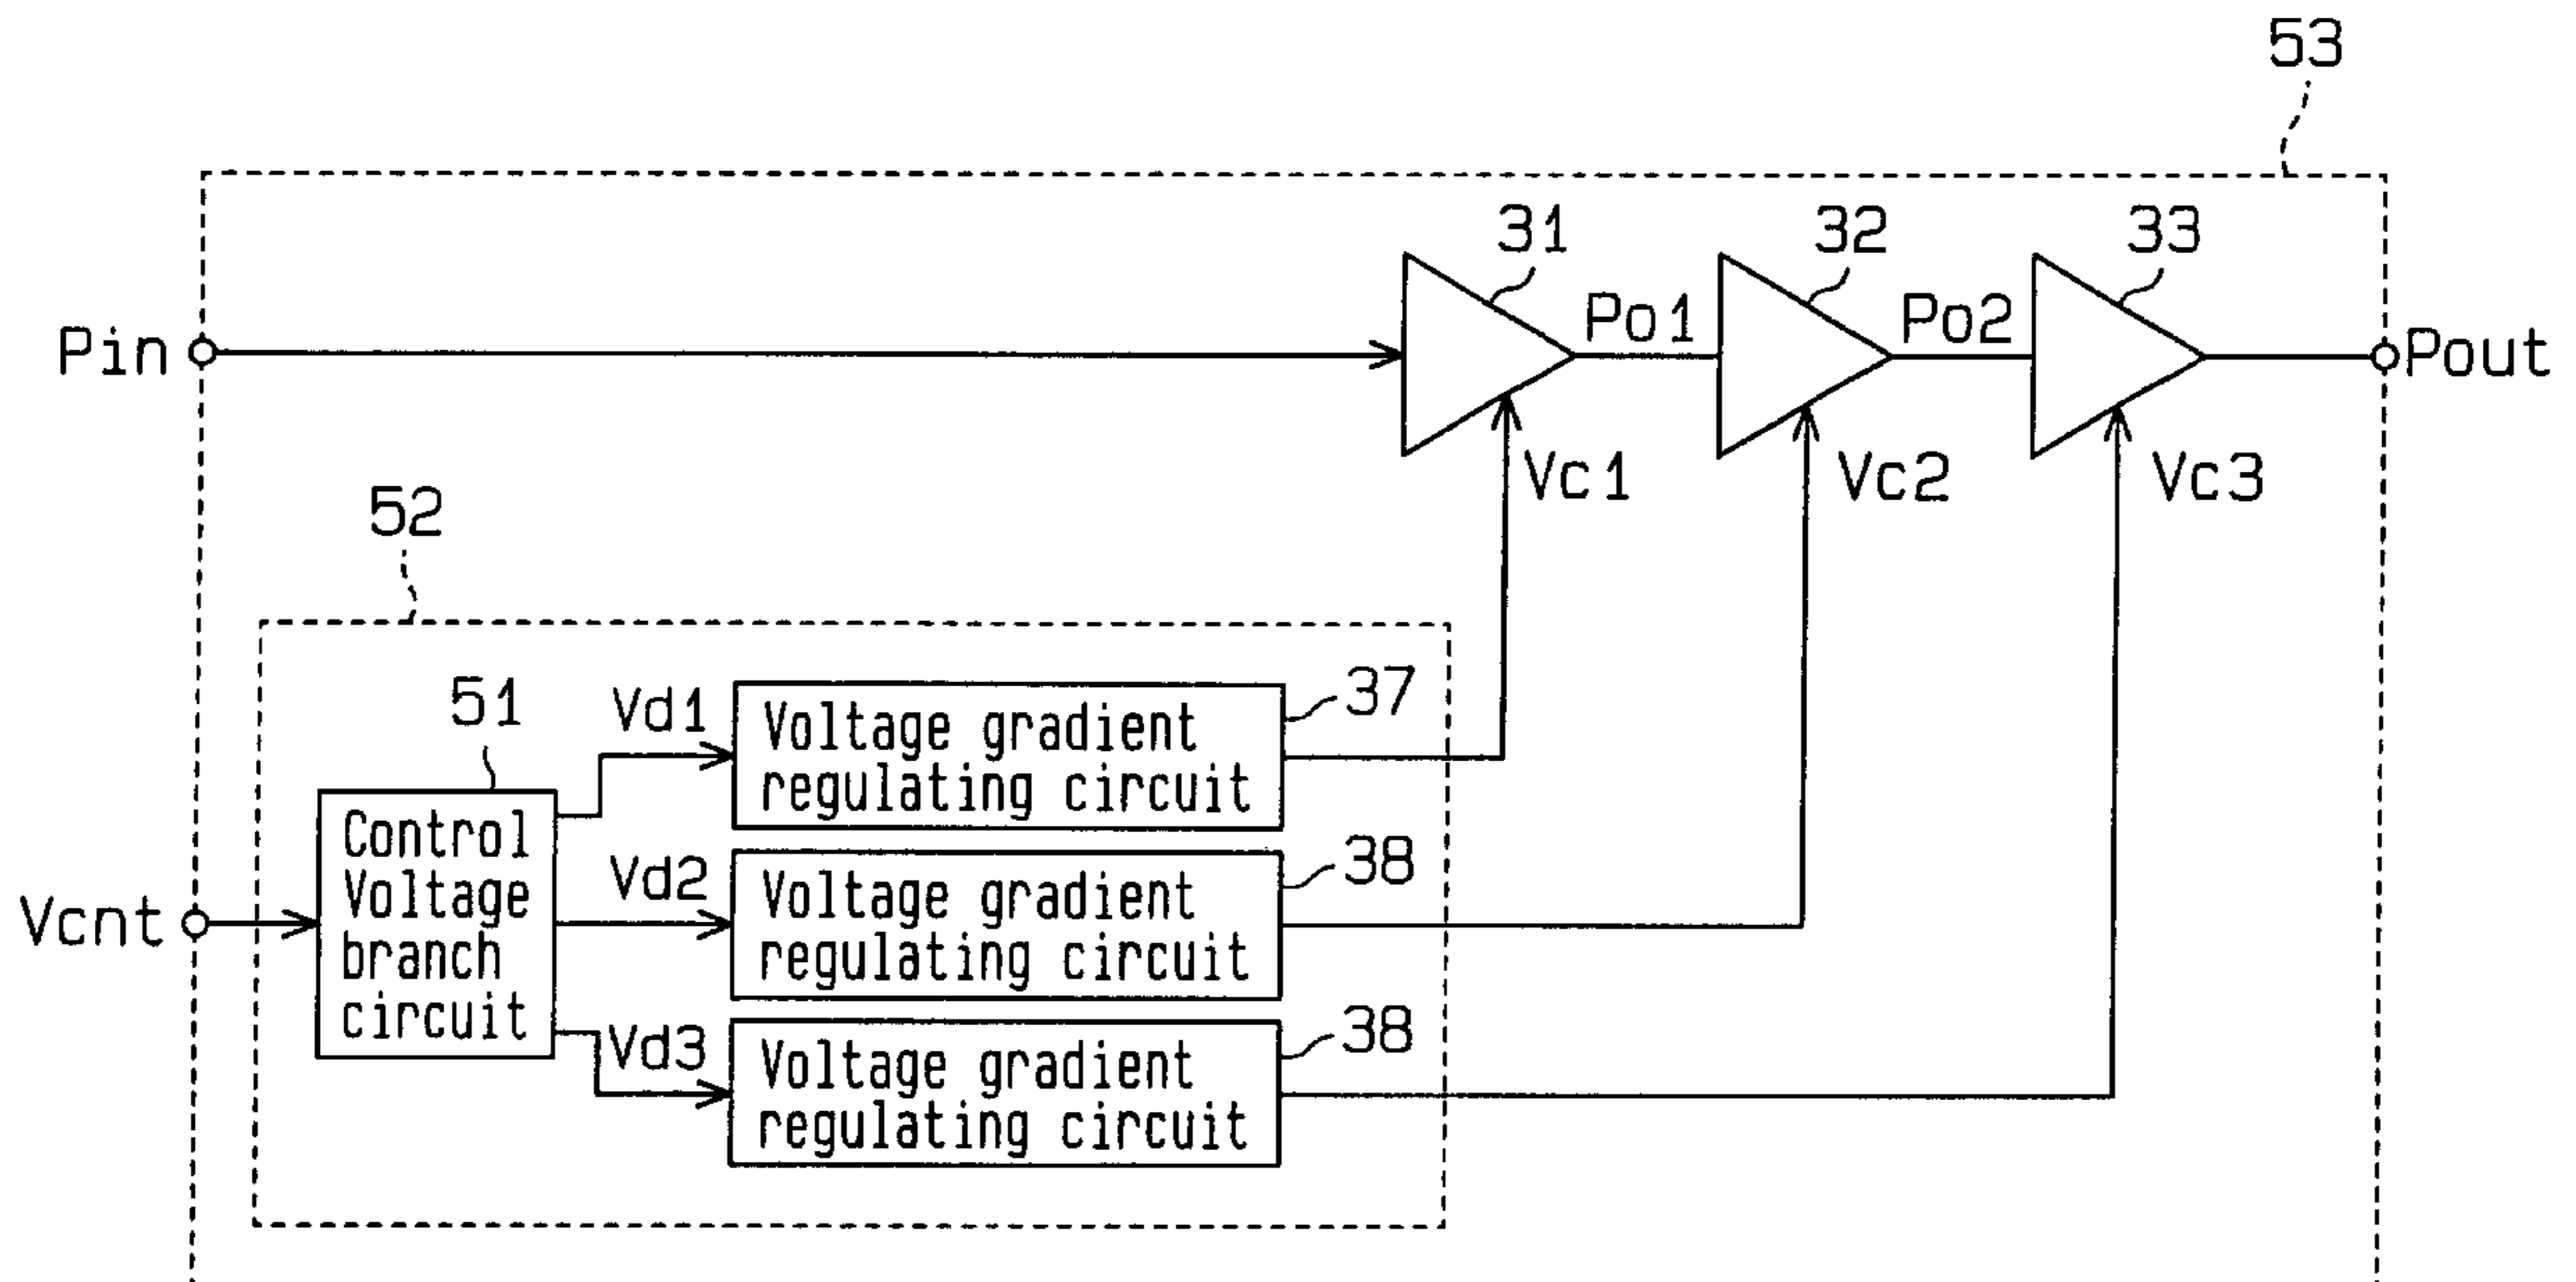 53
31
32
33
Pin
Po1
Po2
Pout
Vc1
Vc2
Vc3
52
51
Vd1
Voltage gradient
regulating circuit
37
Control
Voltage
branch
circuit
Vcnt
Vd2
Voltage gradient
regulating circuit
38
Vd3
Voltage gradient
regulating circuit
38